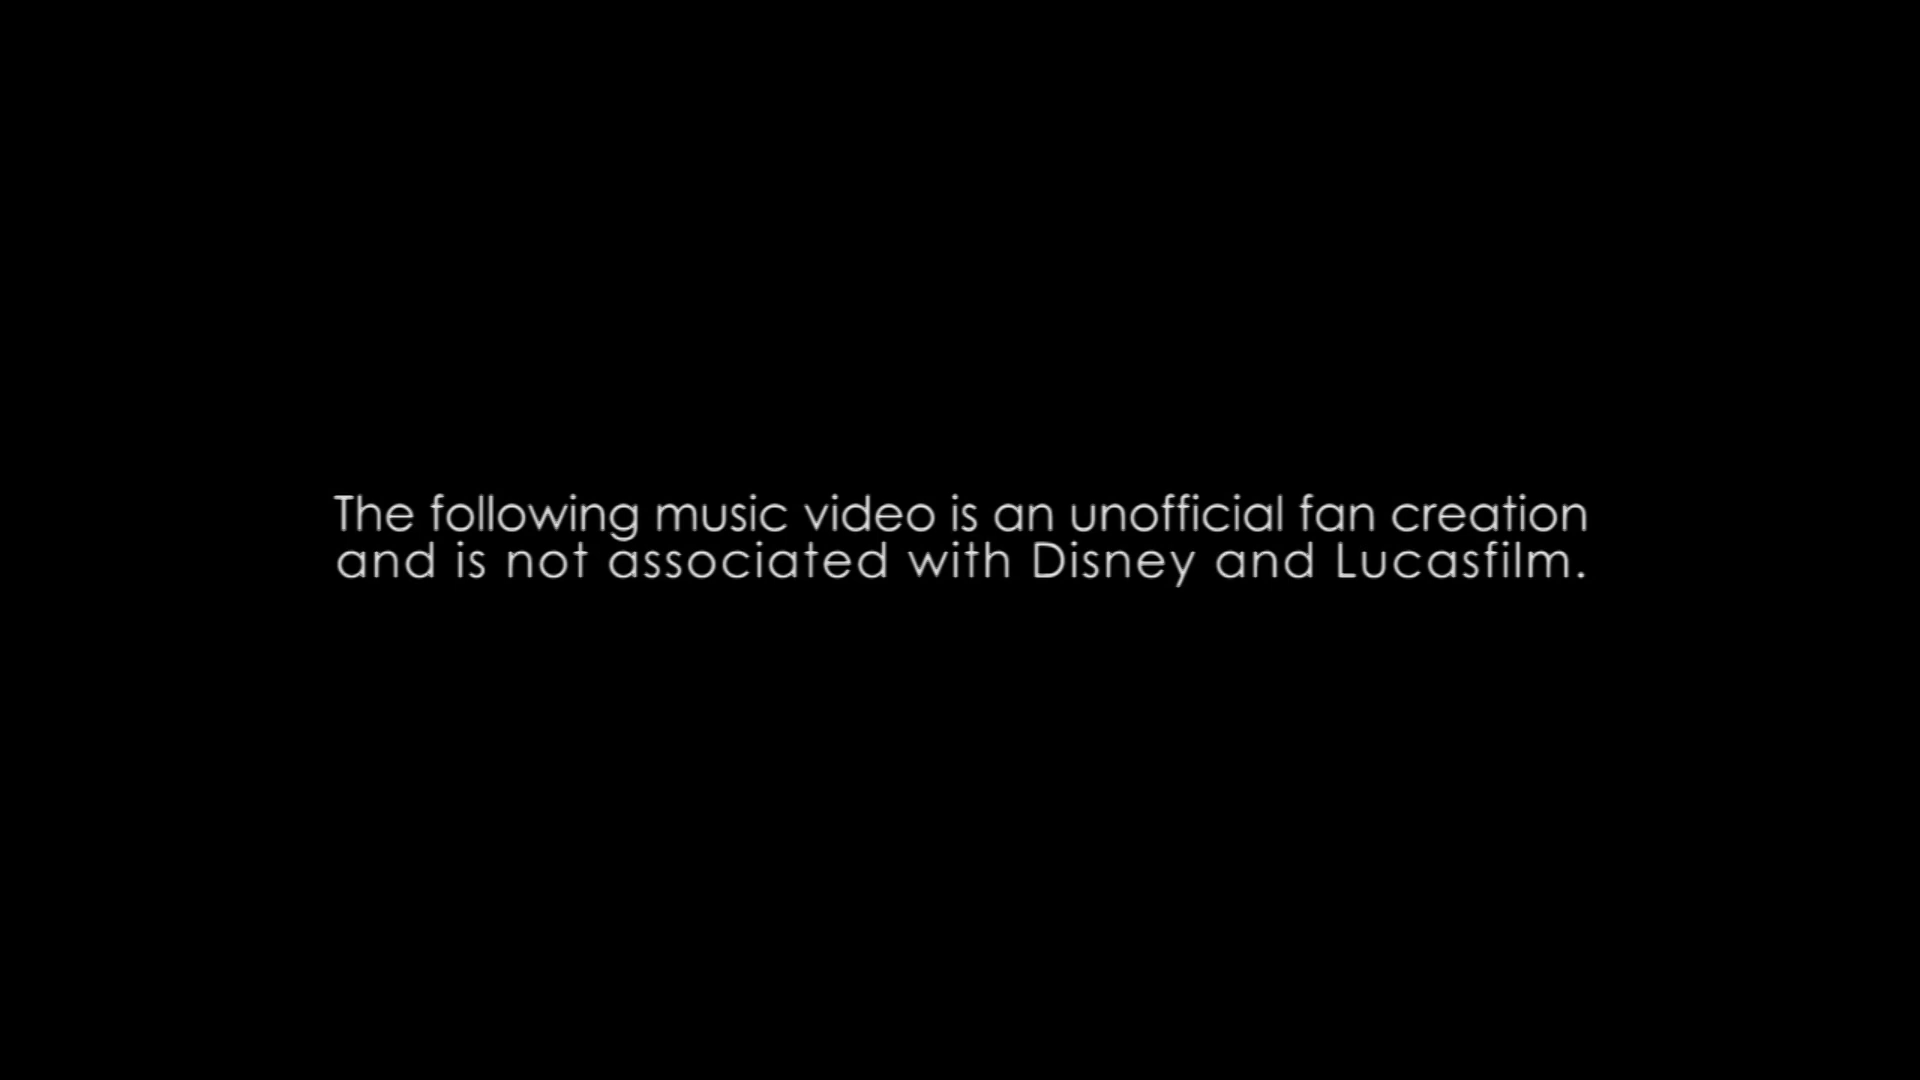 The following music video is an unofficial fan creation
and is not associated with Disney and Lucasfilm.